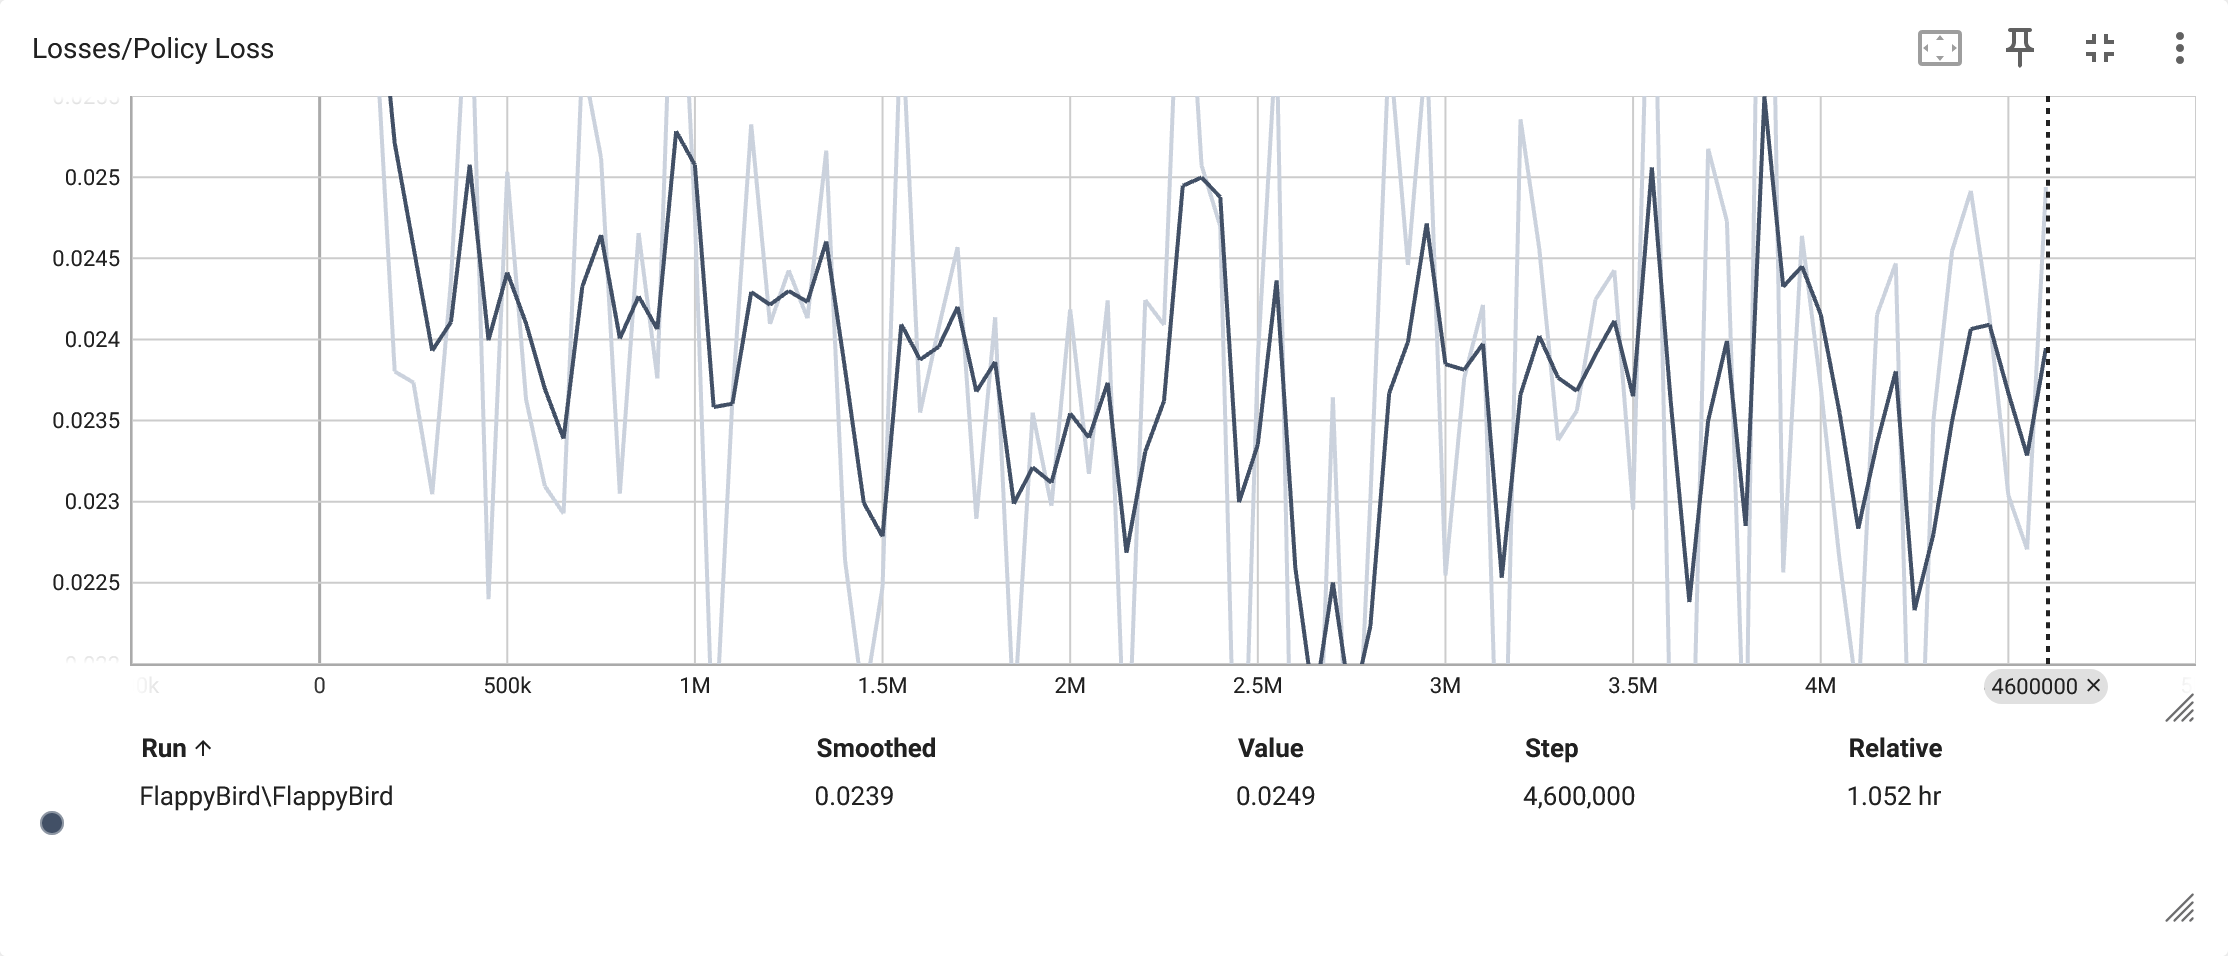 Losses/Policy Loss
0.025
0.0245
0.024
0.0235
0.023
0.0225
0k 0 500k 1M 1.5M 2M 2.5M 3M 3.5M 4M 4600000 ✕ 5
Run ↑ Smoothed Value Step Relative
FlappyBird\FlappyBird 0.0239 0.0249 4,600,000 1.052 hr